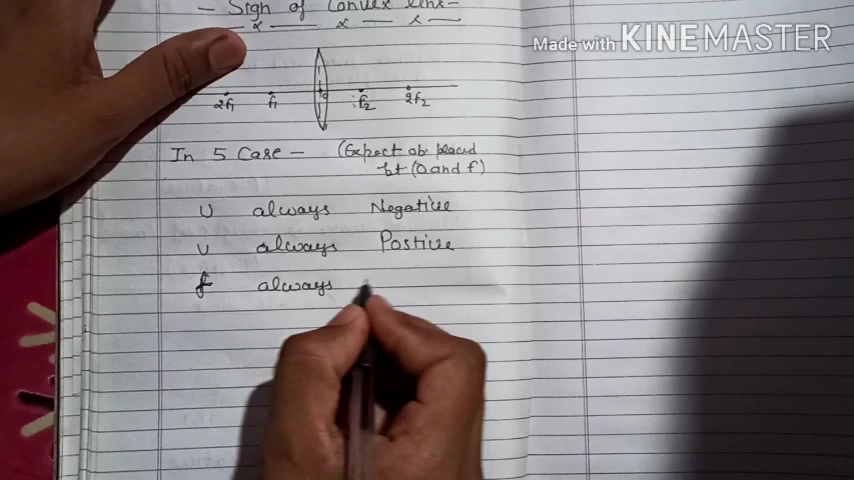 - Sign of Convex lens-
Made with KINEMASTER
2f1 f1 O f2 2f2
In 5 Case - (Expect ob. placed
bt (O and f)
U always Negative
v always Postive
f always